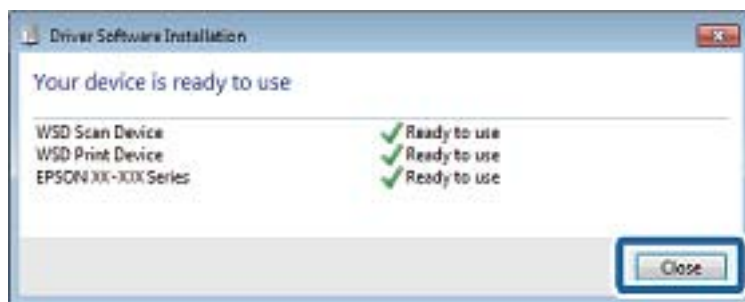 Driver Software Installation
Your device is ready to use
WSD Scan Device Ready to use
WSD Print Device Ready to use
EPSON XX-XXX Series Ready to use
Close